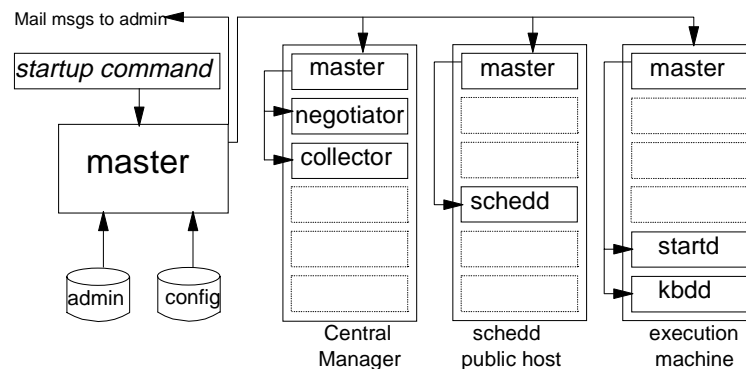 Mail msgs to admin
startup command
master
admin
config
master
negotiator
collector
Central
Manager
master
schedd
schedd
public host
master
startd
kbdd
execution
machine